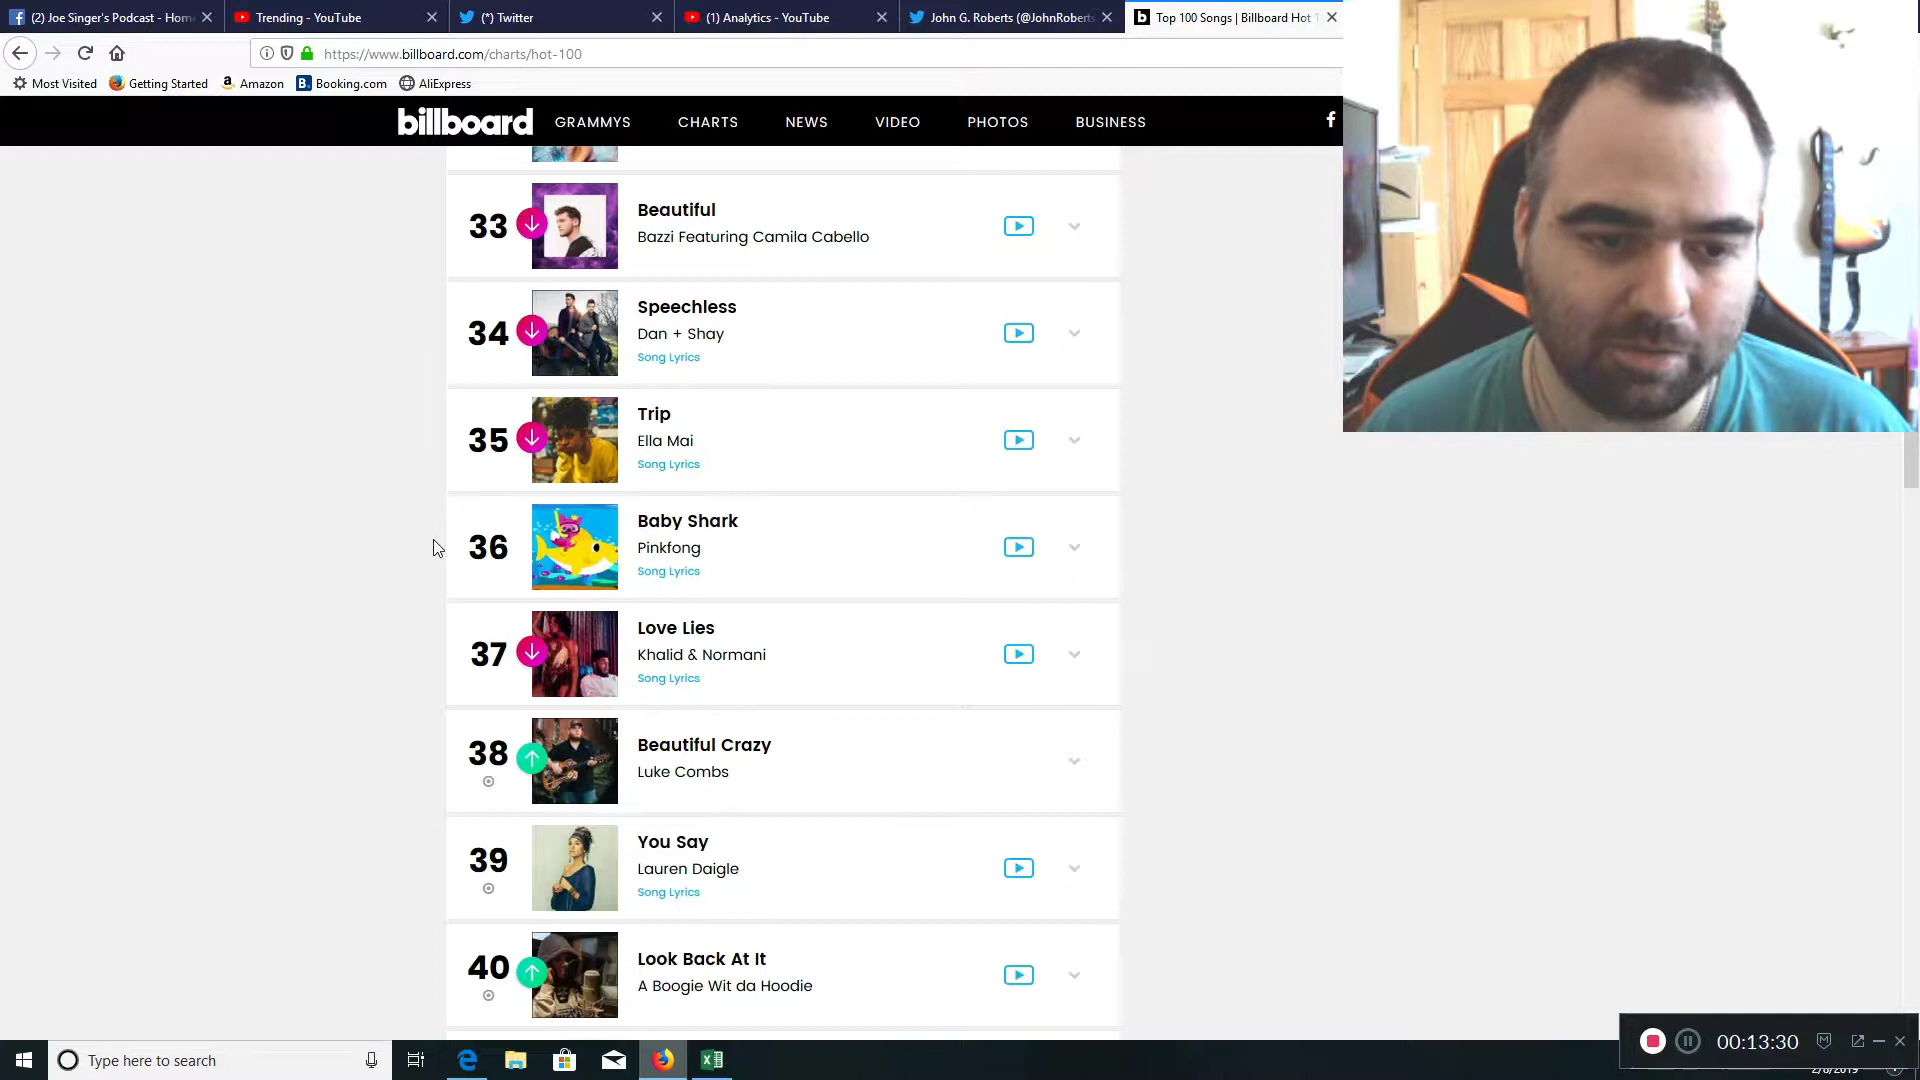 (2) Joe Singer's Podcast - Hom
Trending - YouTube
(*) Twitter
(1) Analytics - YouTube
John G. Roberts (@JohnRoberts
Top 100 Songs | Billboard Hot 1
https://www.billboard.com/charts/hot-100
Most Visited
Getting Started
Amazon
Booking.com
AliExpress
billboard
GRAMMYS
CHARTS
NEWS
VIDEO
PHOTOS
BUSINESS
33
Beautiful
Bazzi Featuring Camila Cabello
34
Speechless
Dan + Shay
Song Lyrics
35
Trip
Ella Mai
Song Lyrics
36
Baby Shark
Pinkfong
Song Lyrics
37
Love Lies
Khalid & Normani
Song Lyrics
38
Beautiful Crazy
Luke Combs
39
You Say
Lauren Daigle
Song Lyrics
40
Look Back At It
A Boogie Wit da Hoodie
Type here to search
00:13:30